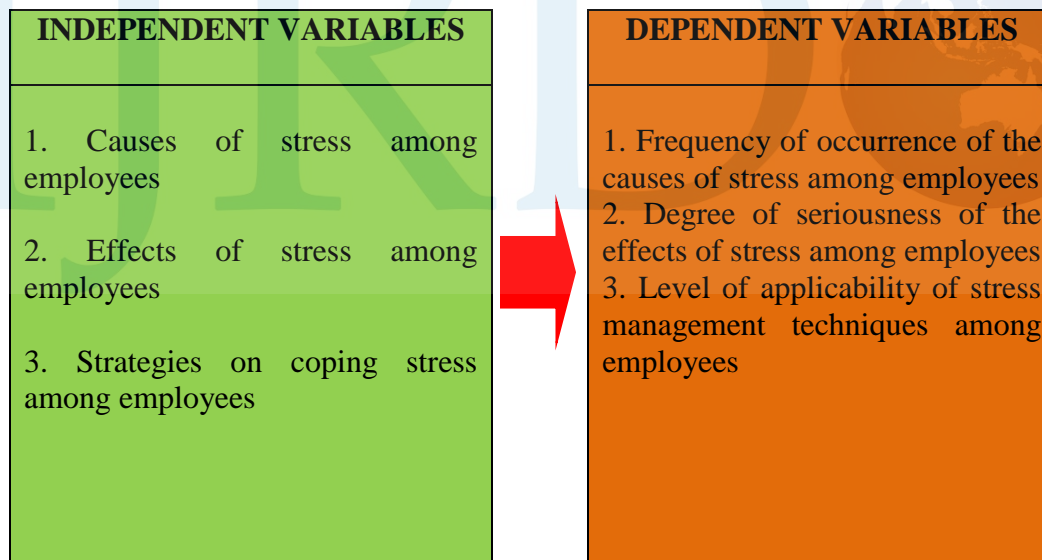 INDEPENDENT VARIABLES
1. Causes of stress among
employees
2. Effects of stress among
employees
3. Strategies on coping stress
among employees
DEPENDENT VARIABLES
1. Frequency of occurrence of the
causes of stress among employees
2. Degree of seriousness of the
effects of stress among employees
3. Level of applicability of stress
management techniques among
employees
JRD